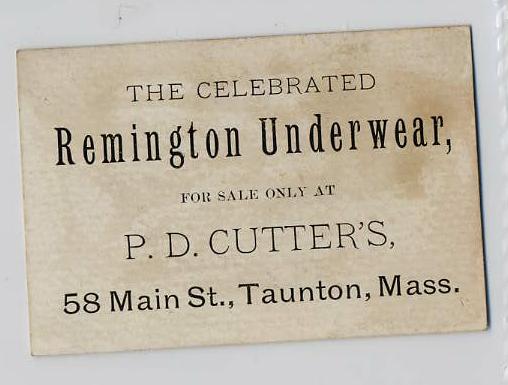 THE CELEBRATED
Remington Underwear,
FOR SALE ONLY AT
P. D. CUTTER'S,
58 Main St., Taunton, Mass.